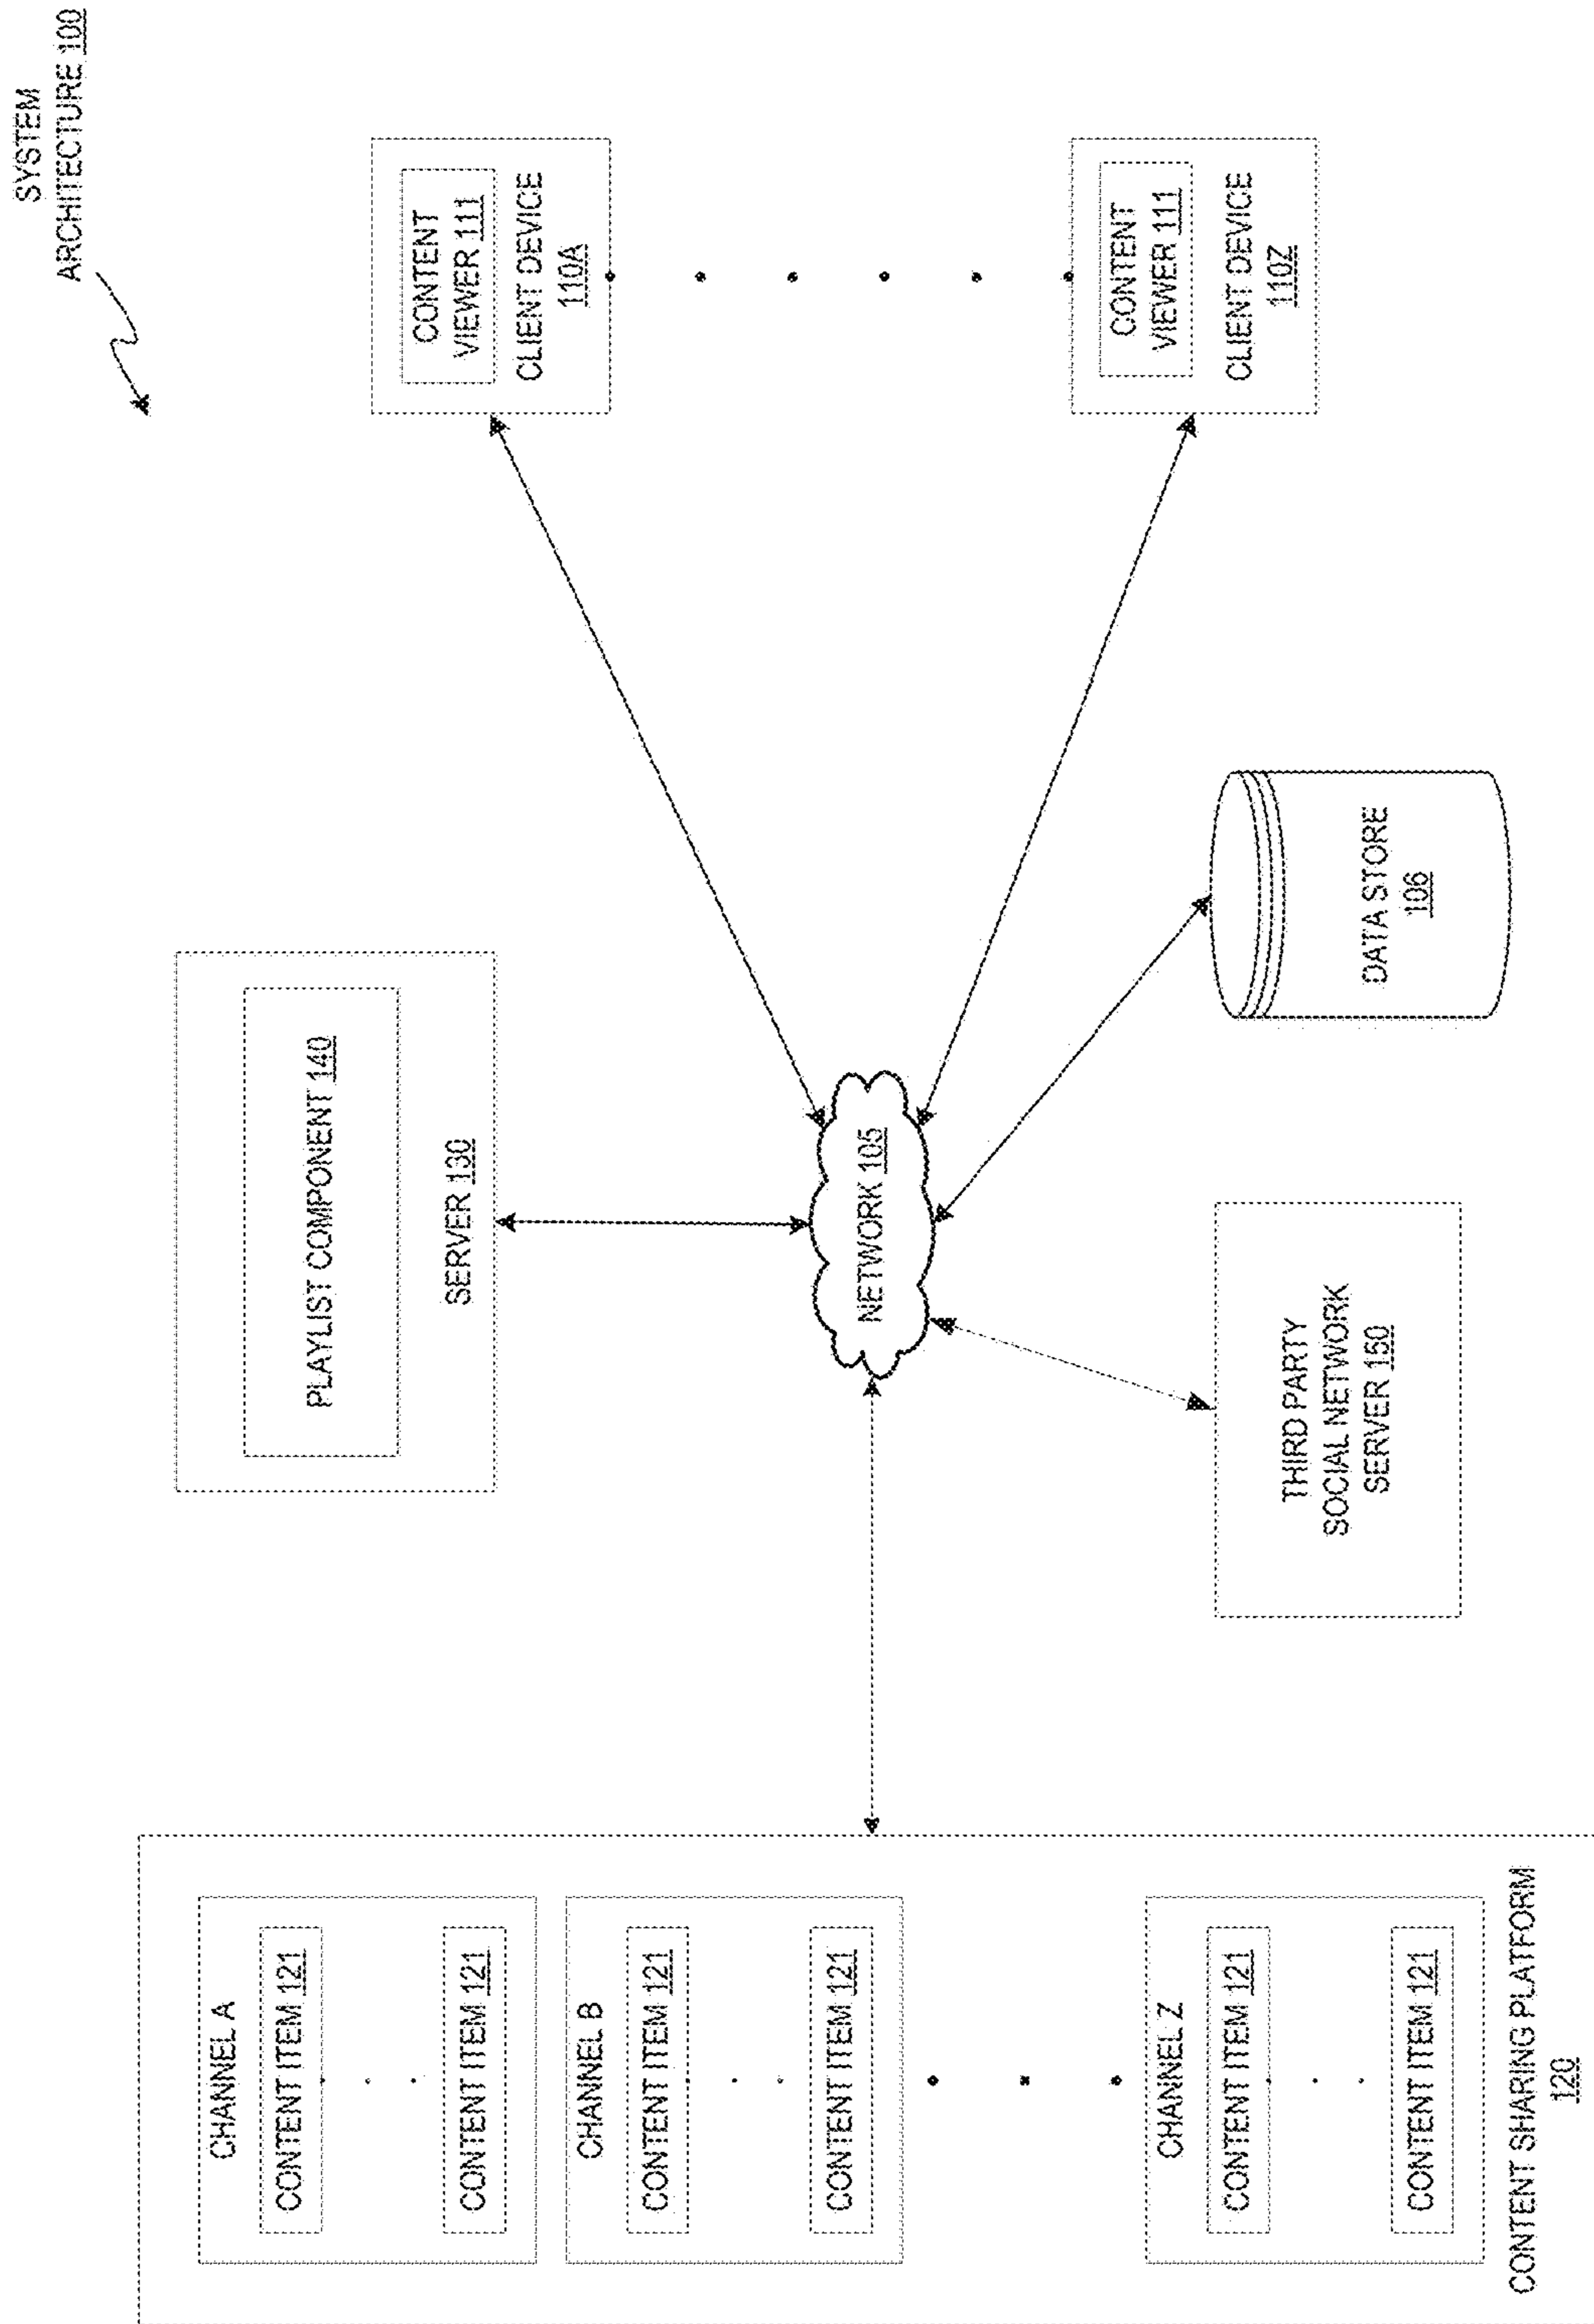 SYSTEM
ARCHITECTURE 100
CHANNEL A
CONTENT ITEM 121
CONTENT ITEM 121
CHANNEL B
CONTENT ITEM 121
CONTENT ITEM 121
CHANNEL Z
CONTENT ITEM 121
CONTENT ITEM 121
CONTENT SHARING PLATFORM
120
PLAYLIST COMPONENT 140
SERVER 130
NETWORK 105
THIRD PARTY
SOCIAL NETWORK
SERVER 150
DATA STORE
106
CONTENT
VIEWER 111
CLIENT DEVICE
110A
CONTENT
VIEWER 111
CLIENT DEVICE
110Z